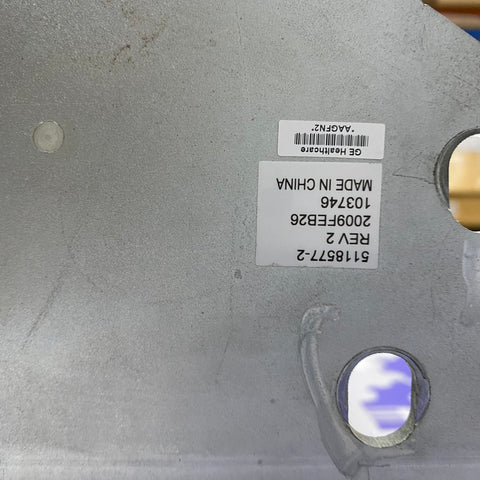 5118577-2
REV 2
2009FEB26
103746
MADE IN CHINA
GE Healthcare
*AAGFN2*